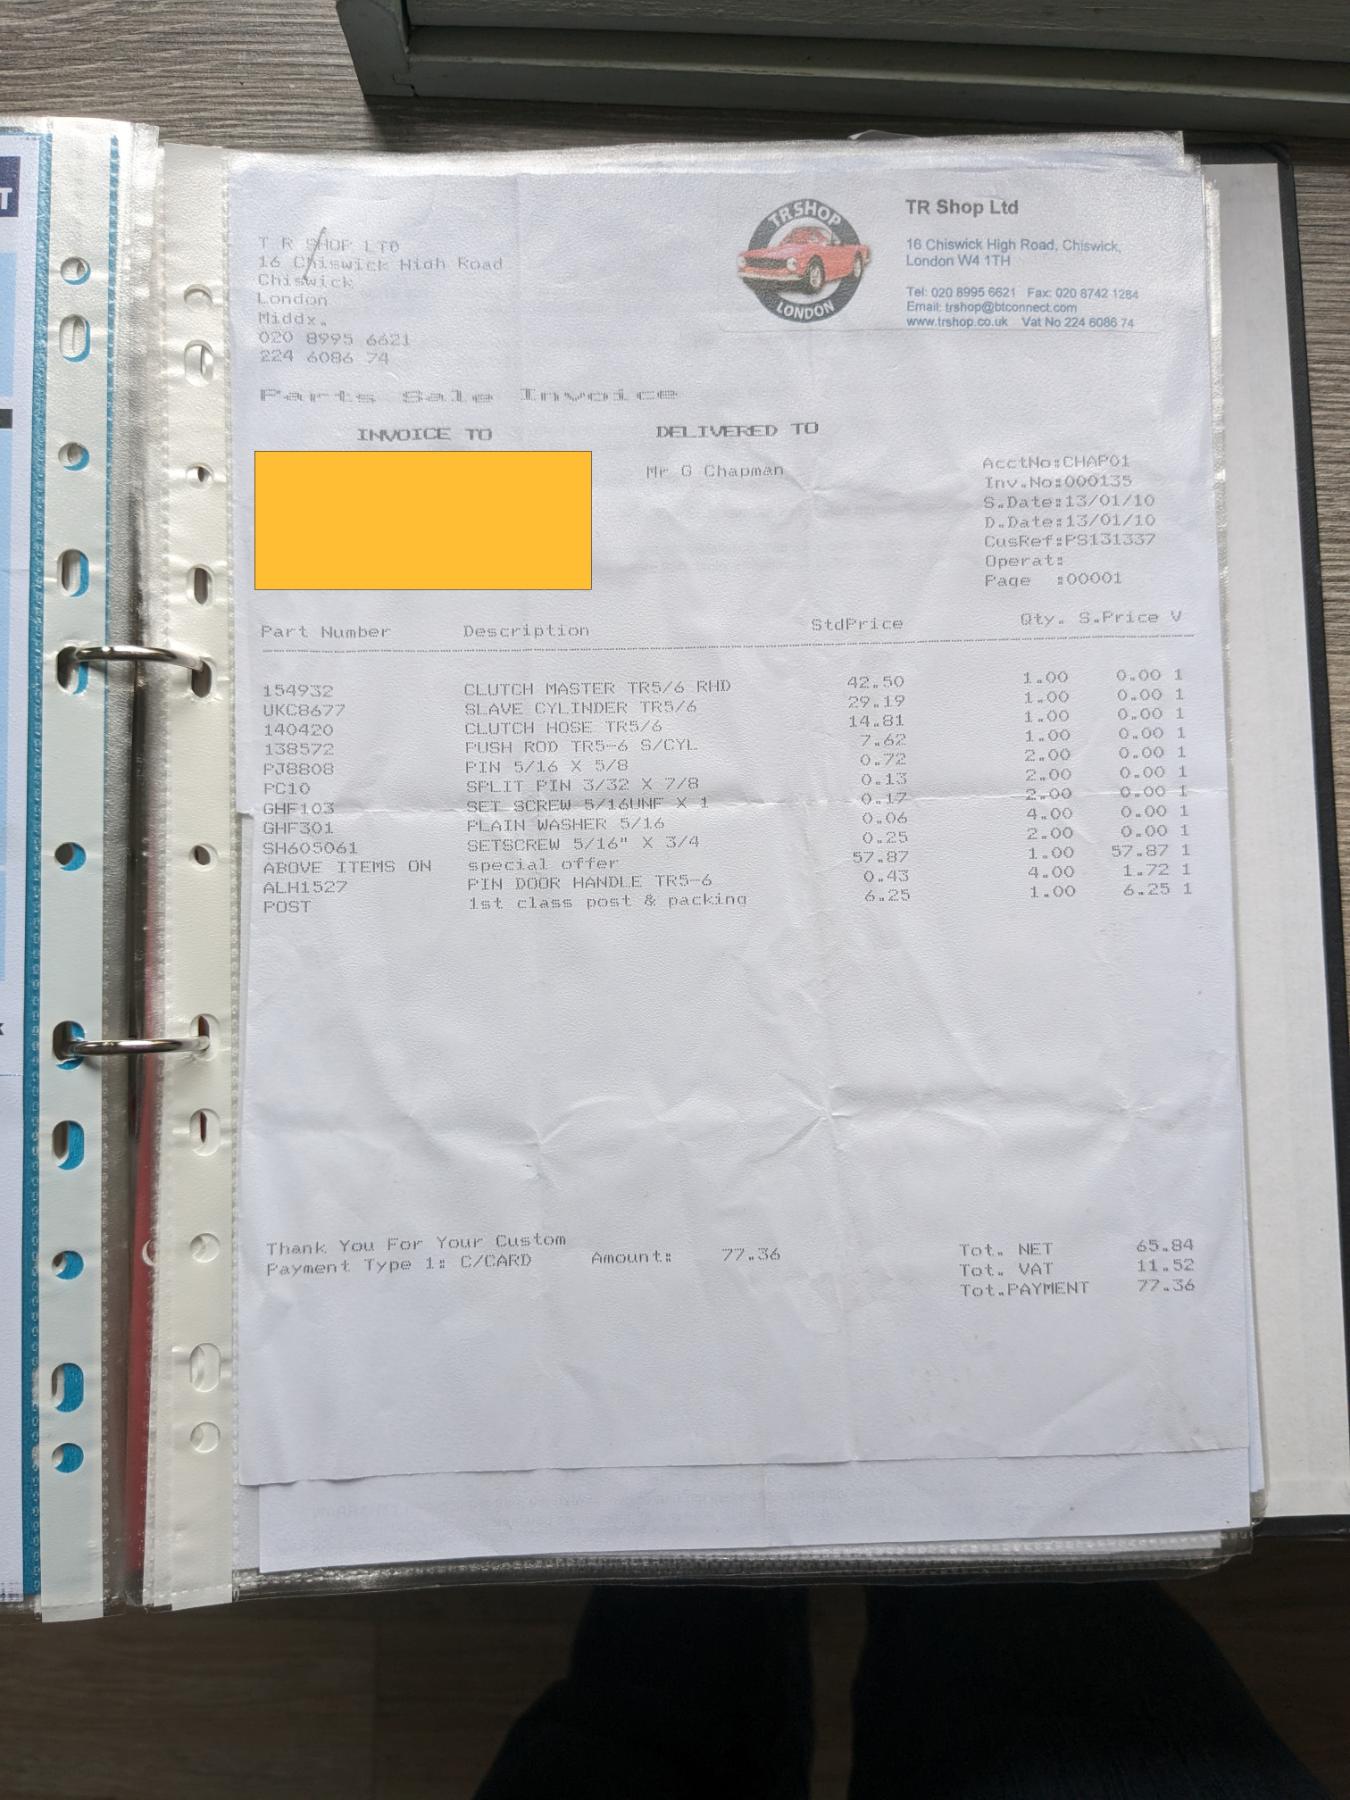 T
T R SHOP LTD
16 Chiswick High Road
Chiswick
London
Middx.
020 8995 6621
224 6086 74
TR SHOP
LONDON
TR Shop Ltd
16 Chiswick High Road, Chiswick,
London W4 1TH
Tel: 020 8995 6621 Fax: 020 8742 1284
Email: trshop@btconnect.com
www.trshop.co.uk Vat No 224 6086 74
Parts Sale Invoice
INVOICE TO DELIVERED TO
Mr G Chapman
AcctNo:CHAP01
Inv.No:000135
S.Date:13/01/10
D.Date:13/01/10
CusRef:PS131337
Operat:
Page :00001
Part Number Description StdPrice Qty. S.Price V
154932 CLUTCH MASTER TR5/6 RHD 42.50 1.00 0.00 1
UKC8677 SLAVE CYLINDER TR5/6 29.19 1.00 0.00 1
140420 CLUTCH HOSE TR5/6 14.81 1.00 0.00 1
138572 PUSH ROD TR5-6 S/CYL 7.62 1.00 0.00 1
PJ8808 PIN 5/16 X 5/8 0.72 2.00 0.00 1
PC10 SPLIT PIN 3/32 X 7/8 0.13 2.00 0.00 1
GHF103 SET SCREW 5/16UNF X 1 0.17 2.00 0.00 1
GHF301 PLAIN WASHER 5/16 0.06 4.00 0.00 1
SH605061 SETSCREW 5/16" X 3/4 0.25 2.00 0.00 1
ABOVE ITEMS ON special offer 57.87 1.00 57.87 1
ALH1527 PIN DOOR HANDLE TR5-6 0.43 4.00 1.72 1
POST 1st class post & packing 6.25 1.00 6.25 1
Thank You For Your Custom
Payment Type 1: C/CARD Amount: 77.36
Tot. NET 65.84
Tot. VAT 11.52
Tot.PAYMENT 77.36